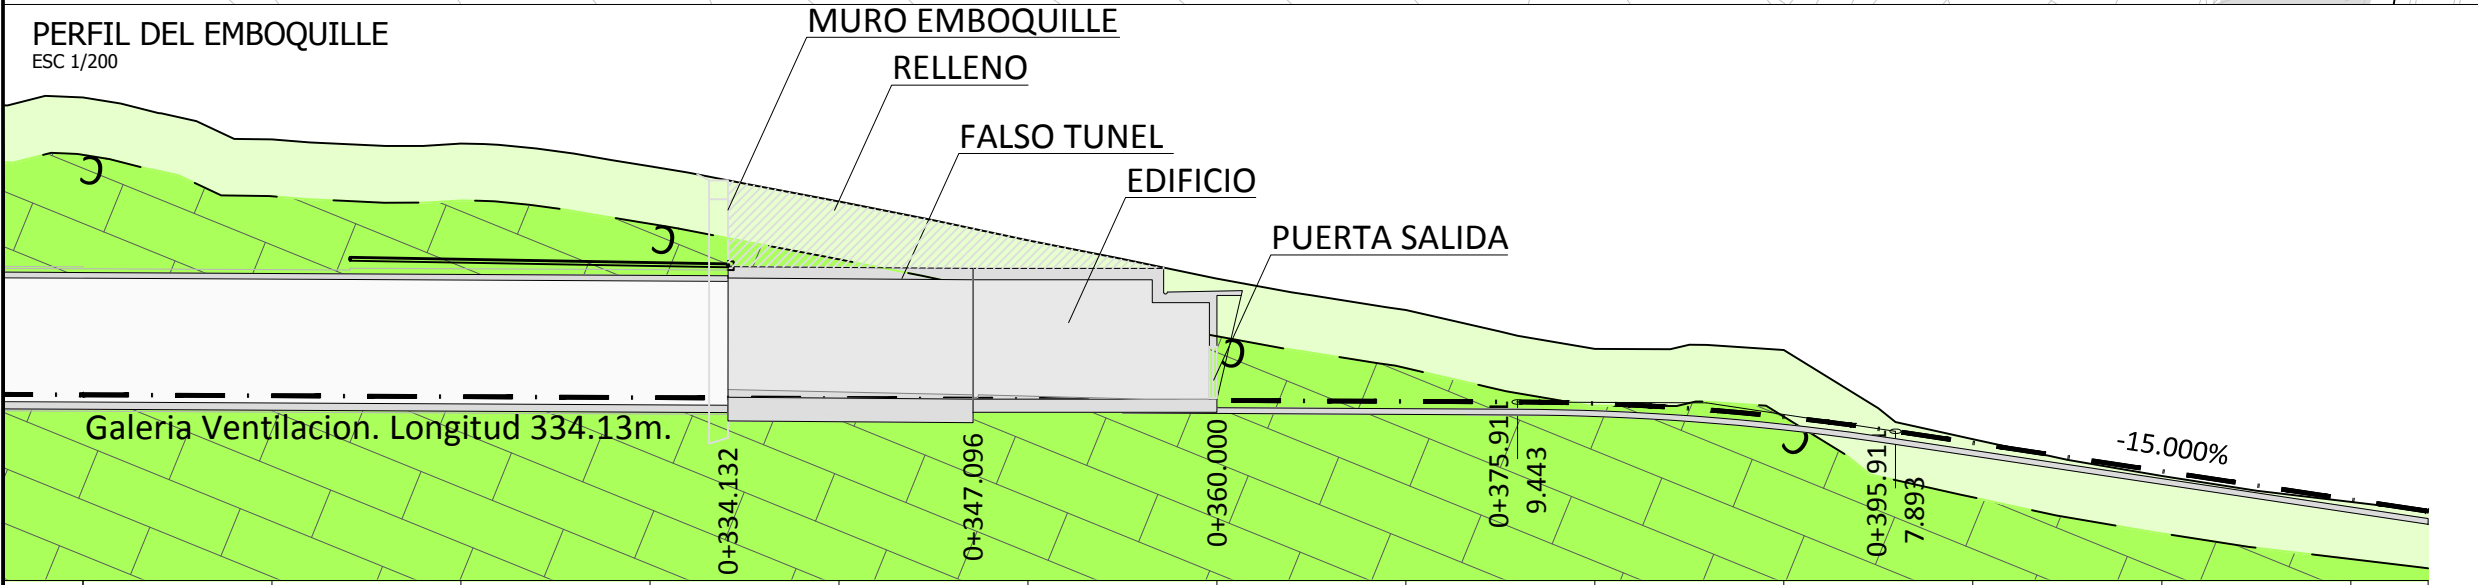 PERFIL DEL EMBOQUILLE
ESC 1/200
MURO EMBOQUILLE
RELLENO
FALSO TUNEL
EDIFICIO
PUERTA SALIDA
C
C
C
C
Galeria Ventilacion. Longitud 334.13m.
0+334.132
0+347.096
0+360.000
0+375.911
9.443
0+395.911
7.893
-15.000%